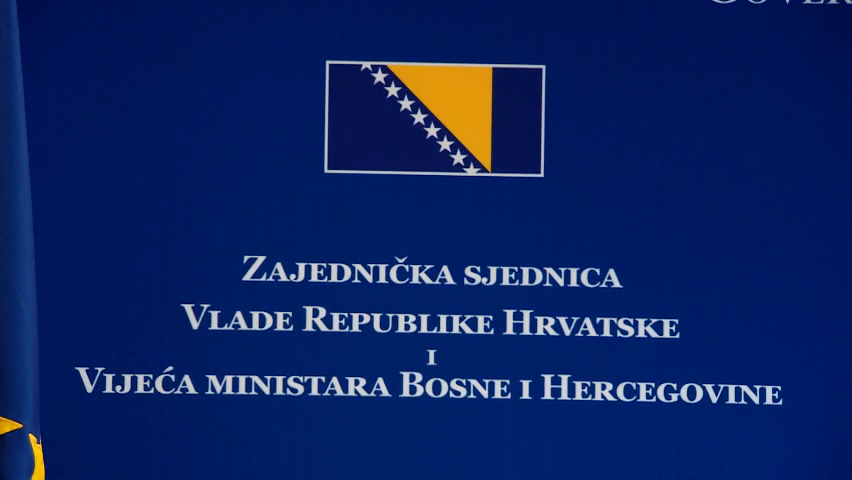 ZAJEDNIČKA SJEDNICA
VLADE REPUBLIKE HRVATSKE
I
VIJEĆA MINISTARA BOSNE I HERCEGOVINE